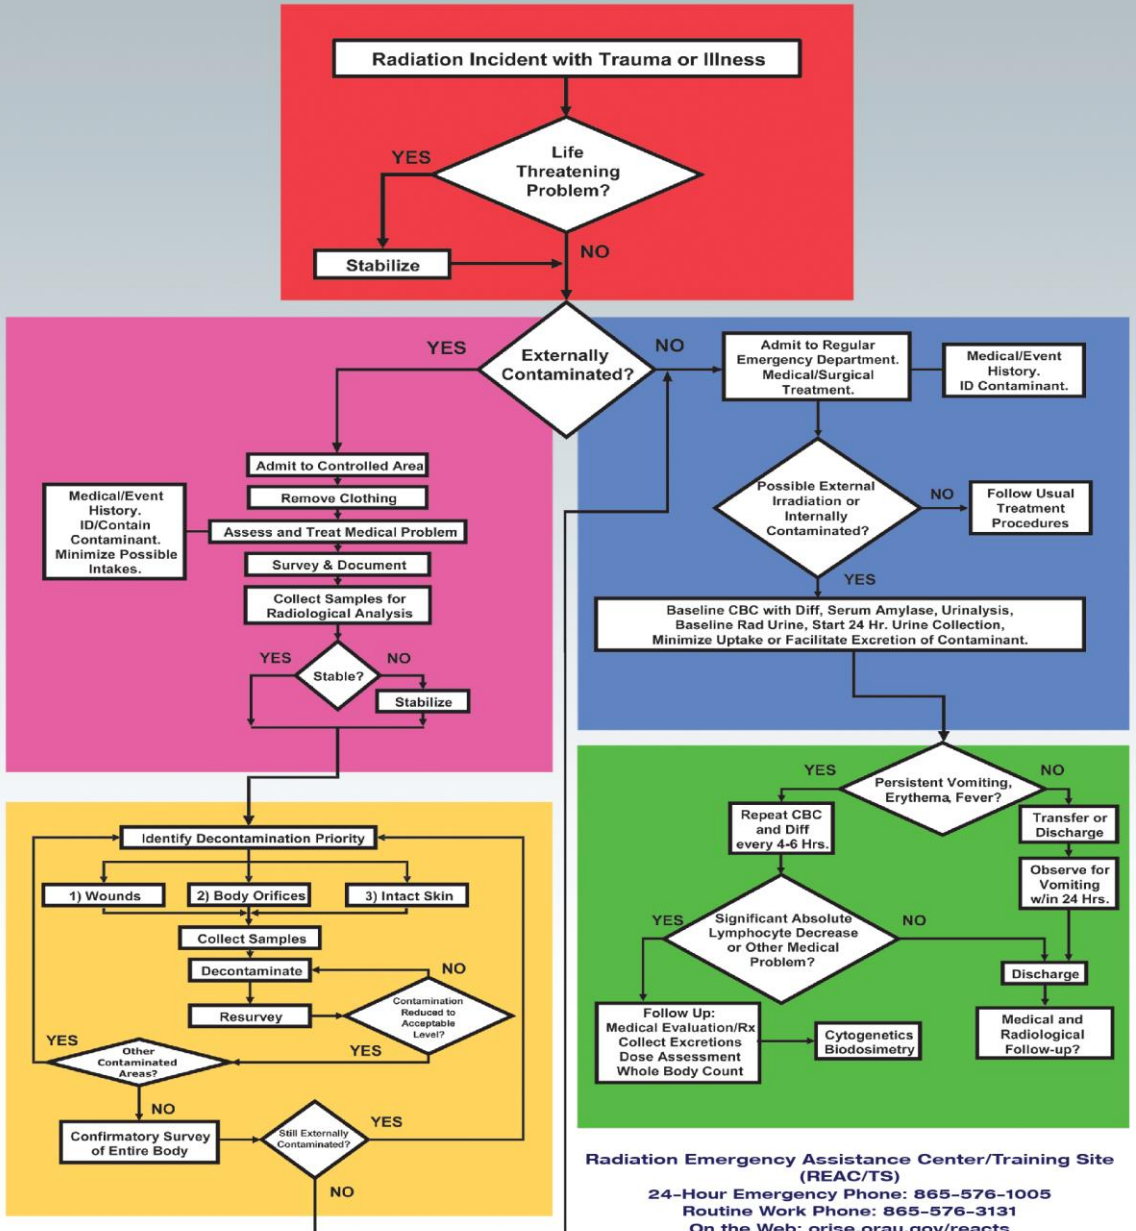 Radiation Incident with Trauma or Illness
Life
Threatening
Problem?
YES
NO
Stabilize
Externally
Contaminated?
YES
NO
Admit to Controlled Area
Remove Clothing
Medical/Event
History.
ID/Contain
Contaminant.
Minimize Possible
Intakes.
Assess and Treat Medical Problem
Survey & Document
Collect Samples for
Radiological Analysis
YES
NO
Stable?
Stabilize
Admit to Regular
Emergency Department.
Medical/Surgical
Treatment.
Medical/Event
History.
ID Contaminant.
Possible External
Irradiation or
Internally
Contaminated?
NO
Follow Usual
Treatment
Procedures
YES
Baseline CBC with Diff, Serum Amylase, Urinalysis,
Baseline Rad Urine, Start 24 Hr. Urine Collection,
Minimize Uptake or Facilitate Excretion of Contaminant.
Identify Decontamination Priority
1) Wounds
2) Body Orifices
3) Intact Skin
Collect Samples
Decontaminate
NO
Resurvey
Contamination
Reduced to
Acceptable
Level?
YES
YES
Other
Contaminated
Areas?
NO
Confirmatory Survey
of Entire Body
Still Externally
Contaminated?
YES
NO
YES
NO
Persistent Vomiting,
Erythema, Fever?
Repeat CBC
and Diff
every 4-6 Hrs.
Transfer or
Discharge
Observe for
Vomiting
w/in 24 Hrs.
YES
NO
Significant Absolute
Lymphocyte Decrease
or Other Medical
Problem?
Discharge
Follow Up:
Medical Evaluation/Rx
Collect Excretions
Dose Assessment
Whole Body Count
Cytogenetics
Biodosimetry
Medical and
Radiological
Follow-up?
Radiation Emergency Assistance Center/Training Site
(REAC/TS)
24-Hour Emergency Phone: 865-576-1005
Routine Work Phone: 865-576-3131
On the Web: orise.orau.gov/reacts